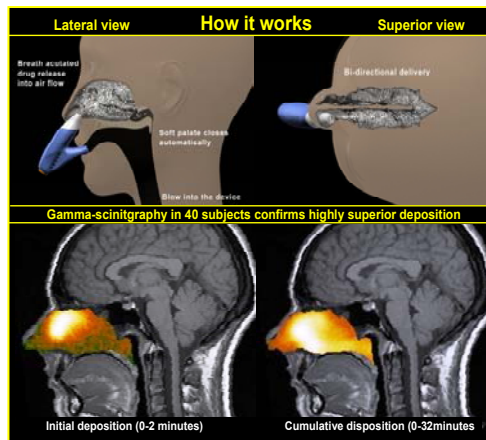 Lateral view How it works Superior view
Breath acutated
drug release
into air flow
Bi-directional delivery
Soft palate closes
automatically
Blow into the device
Gamma-scinitgraphy in 40 subjects confirms highly superior deposition
Initial deposition (0-2 minutes) Cumulative disposition (0-32minutes